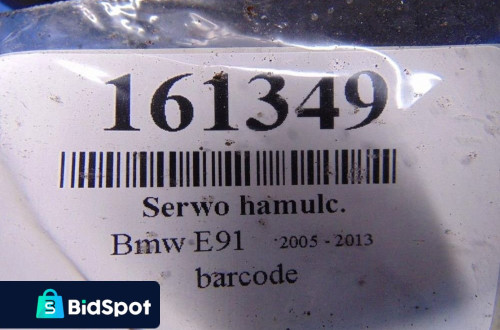 161349
Serwo hamulc.
Bmw E91 2005 - 2013
barcode
S BidSpot